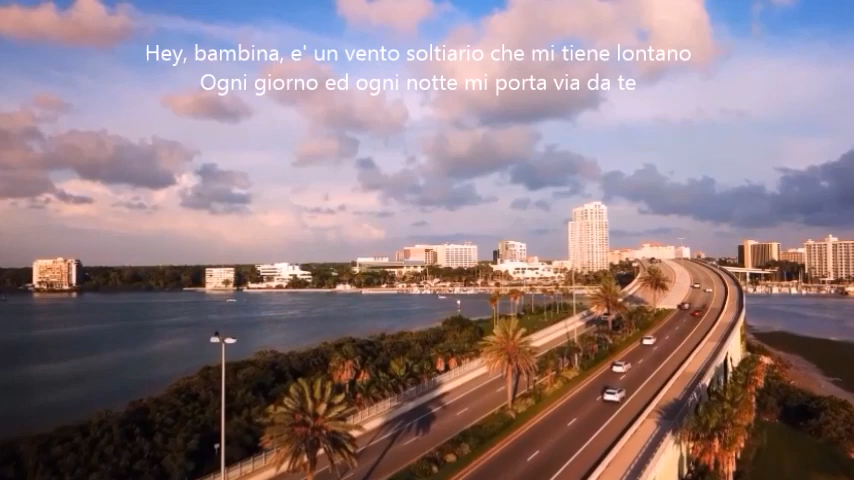 Hey, bambina, e' un vento soltiario che mi tiene lontano
Ogni giorno ed ogni notte mi porta via da te